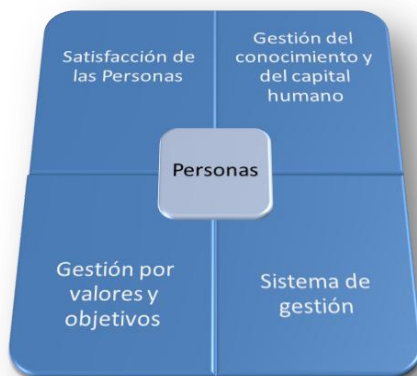 Satisfacción de
las Personas
Gestión del
conocimiento y
del capital
humano
Personas
Gestión por
valores y
objetivos
Sistema de
gestión